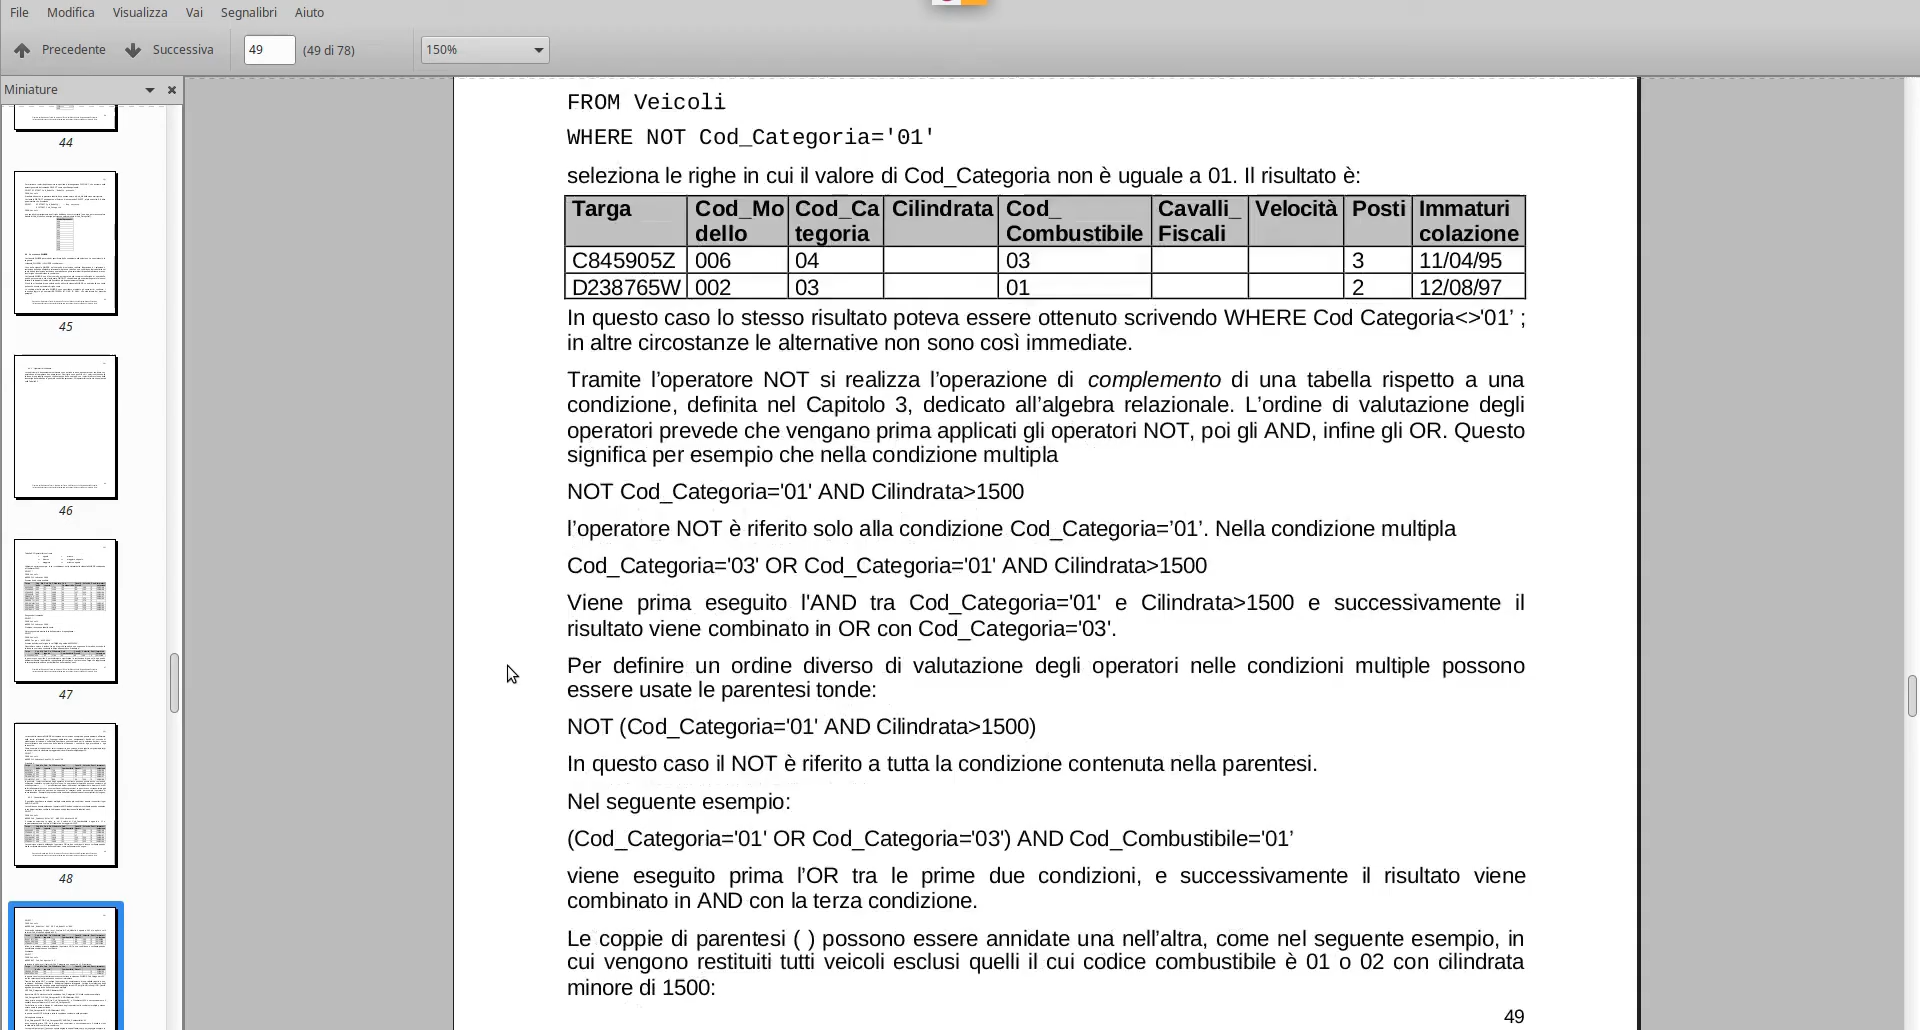 File Modifica Visualizza Vai Segnalibri Aiuto
Precedente Successiva 49 (49 di 78) 150%
Miniature
44
45
46
47
48
FROM Veicoli
WHERE NOT Cod_Categoria='01'
seleziona le righe in cui il valore di Cod_Categoria non è uguale a 01. Il risultato è:
Targa Cod_Mo Cod_Ca Cilindrata Cod_ Cavalli_ Velocità Posti Immatri
dello tegoria Combustibile Fiscali colazione
C845905Z 006 04 03 3 11/04/95
D238765W 002 03 01 2 12/08/97
In questo caso lo stesso risultato poteva essere ottenuto scrivendo WHERE Cod Categoria<>'01’ ;
in altre circostanze le alternative non sono così immediate.
Tramite l’operatore NOT si realizza l’operazione di complemento di una tabella rispetto a una
condizione, definita nel Capitolo 3, dedicato all’algebra relazionale. L’ordine di valutazione degli
operatori prevede che vengano prima applicati gli operatori NOT, poi gli AND, infine gli OR. Questo
significa per esempio che nella condizione multipla
NOT Cod_Categoria='01' AND Cilindrata>1500
l’operatore NOT è riferito solo alla condizione Cod_Categoria=’01’. Nella condizione multipla
Cod_Categoria='03' OR Cod_Categoria='01' AND Cilindrata>1500
Viene prima eseguito l'AND tra Cod_Categoria='01' e Cilindrata>1500 e successivamente il
risultato viene combinato in OR con Cod_Categoria='03'.
Per definire un ordine diverso di valutazione degli operatori nelle condizioni multiple possono
essere usate le parentesi tonde:
NOT (Cod_Categoria='01' AND Cilindrata>1500)
In questo caso il NOT è riferito a tutta la condizione contenuta nella parentesi.
Nel seguente esempio:
(Cod_Categoria='01' OR Cod_Categoria='03') AND Cod_Combustibile='01’
viene eseguito prima l’OR tra le prime due condizioni, e successivamente il risultato viene
combinato in AND con la terza condizione.
Le coppie di parentesi ( ) possono essere annidate una nell’altra, come nel seguente esempio, in
cui vengono restituiti tutti veicoli esclusi quelli il cui codice combustibile è 01 o 02 con cilindrata
minore di 1500:
49